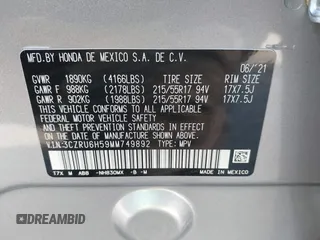 MFD.BY HONDA DE MEXICO S.A. DE C.V.
06/'21
GVWR 1890KG (4166LBS) TIRE SIZE RIM SIZE
GAWR F 988KG (2178LBS) 215/55R17 94V 17X7.5J
GAWR R 902KG (1988LBS) 215/55R17 94V 17X7.5J
THIS VEHICLE CONFORMS TO ALL APPLICABLE
FEDERAL MOTOR VEHICLE SAFETY AND THEFT
PREVENTION STANDARDS IN EFFECT ON THE DATE
OF MANUFACTURE SHOWN ABOVE.
V.I.N:3CZRU6H59MM749892 TYPE: MPV
T7X M AB8 -NH830MX -B -M
MADE IN MEXICO
DREAMBID